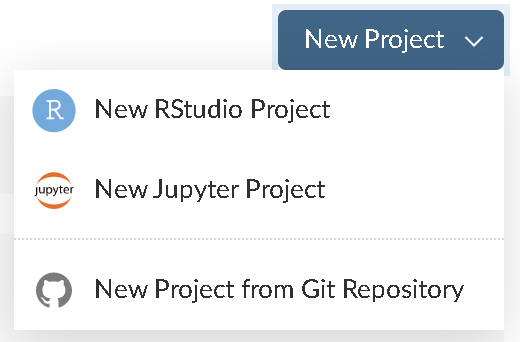 New Project
R
New RStudio Project
jupyter
New Jupyter Project
New Project from Git Repository